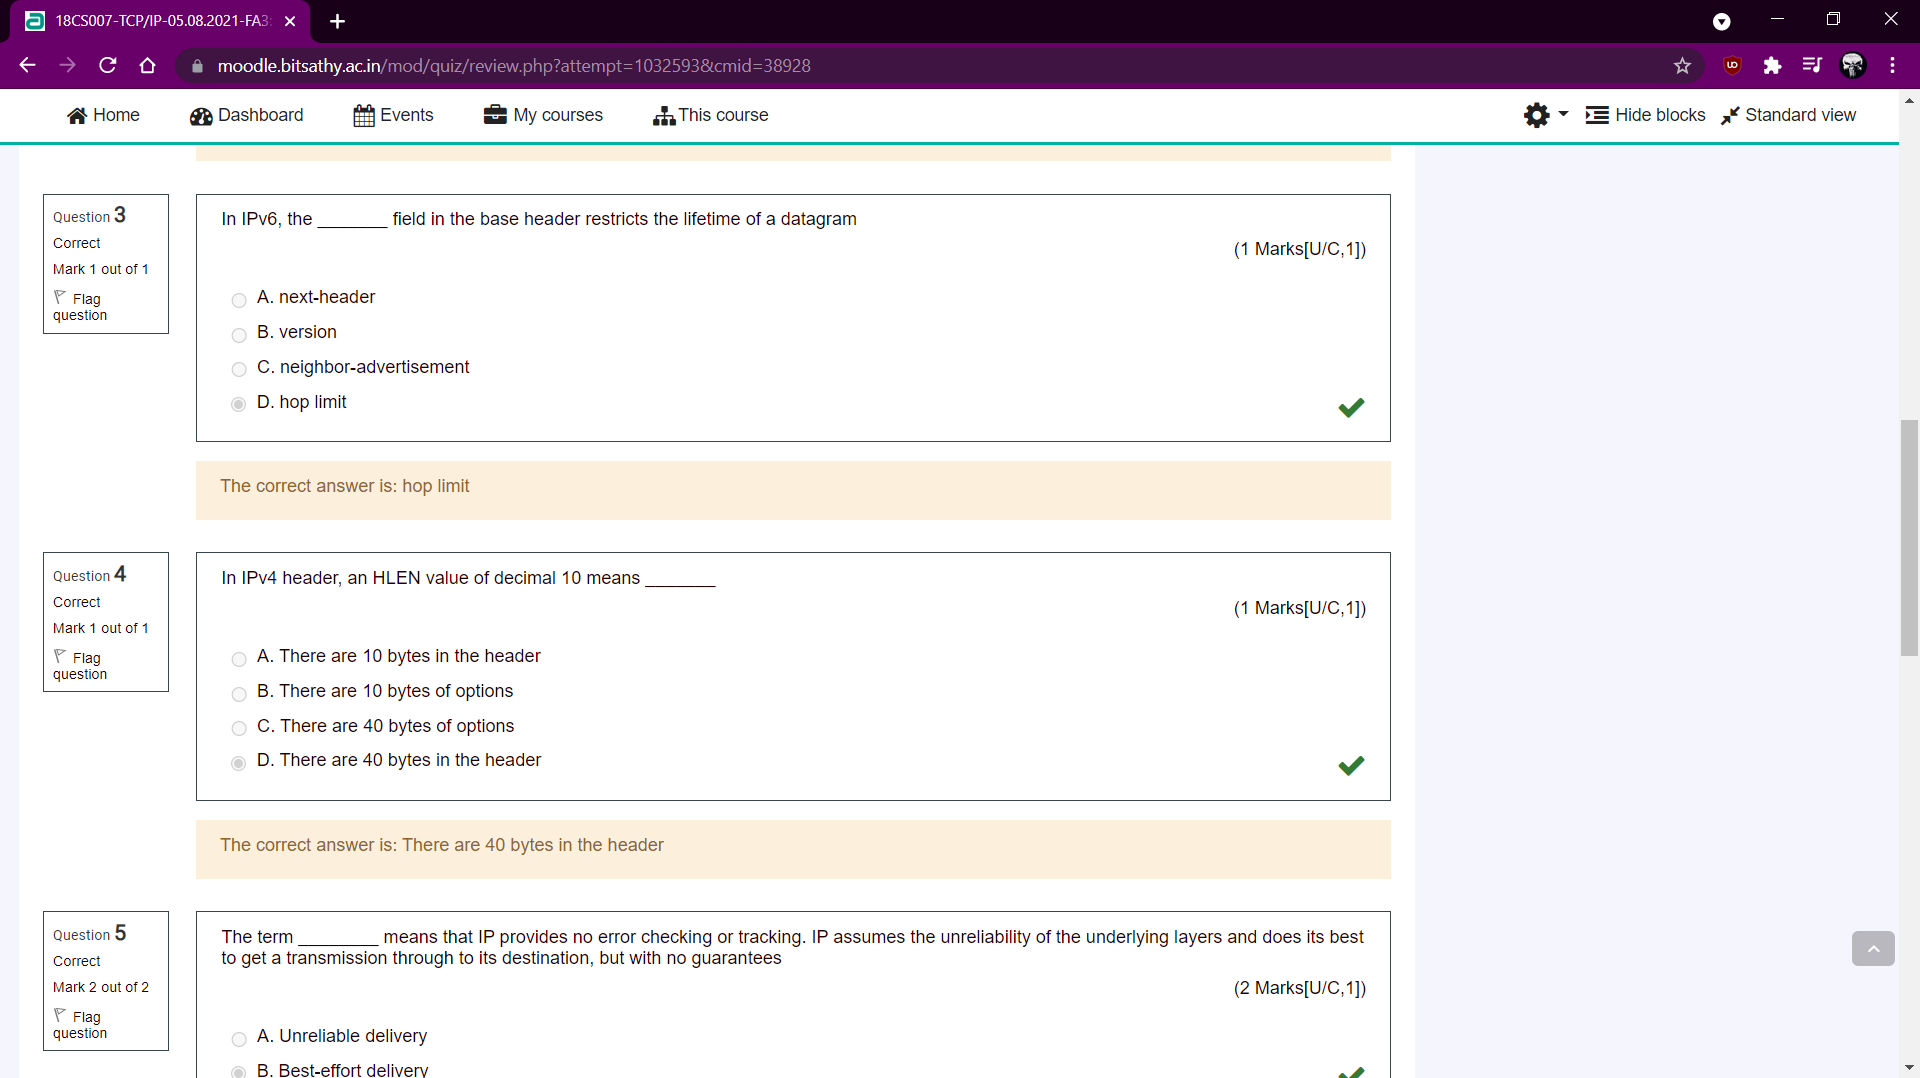 18CS007-TCP/IP-05.08.2021-FA3
moodle.bitsathy.ac.in/mod/quiz/review.php?attempt=1032593&cmid=38928
Home Dashboard Events My courses This course Hide blocks Standard view
Question 3
Correct
Mark 1 out of 1
Flag
question
In IPv6, the _______ field in the base header restricts the lifetime of a datagram
(1 Marks[U/C,1])
A. next-header
B. version
C. neighbor-advertisement
D. hop limit
The correct answer is: hop limit
Question 4
Correct
Mark 1 out of 1
Flag
question
In IPv4 header, an HLEN value of decimal 10 means _______
(1 Marks[U/C,1])
A. There are 10 bytes in the header
B. There are 10 bytes of options
C. There are 40 bytes of options
D. There are 40 bytes in the header
The correct answer is: There are 40 bytes in the header
Question 5
Correct
Mark 2 out of 2
Flag
question
The term ________ means that IP provides no error checking or tracking. IP assumes the unreliability of the underlying layers and does its best
to get a transmission through to its destination, but with no guarantees
(2 Marks[U/C,1])
A. Unreliable delivery
B. Best-effort delivery